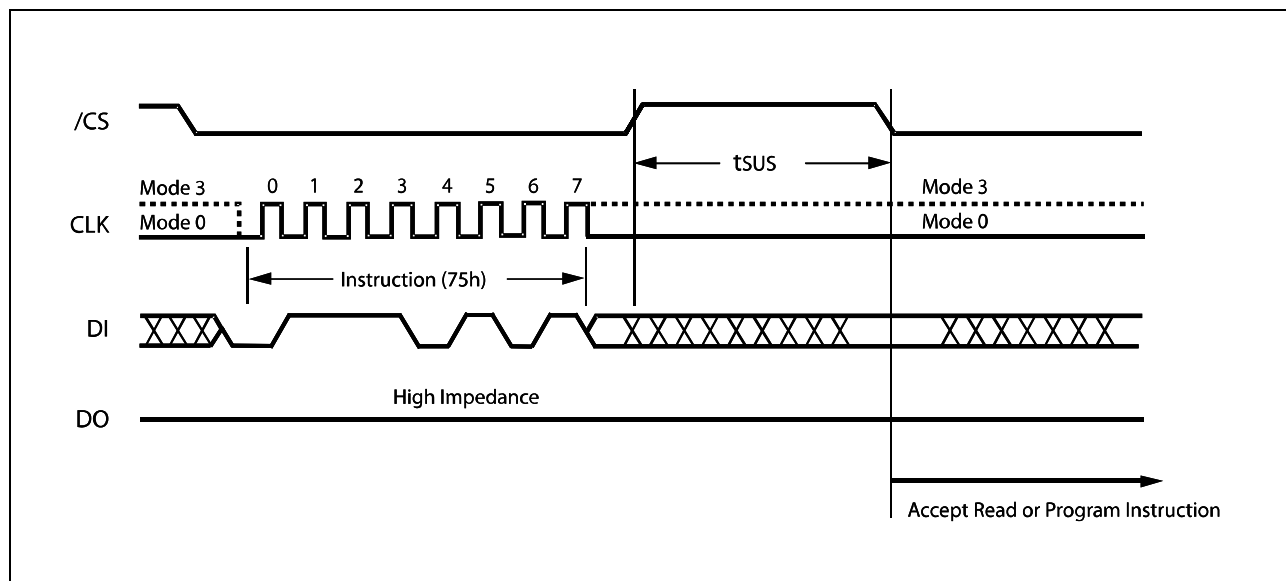 /CS
tSUS
Mode 3
0 1 2 3 4 5 6 7
Mode 3
CLK
Mode 0
Mode 0
Instruction (75h)
DI
High Impedance
DO
Accept Read or Program Instruction